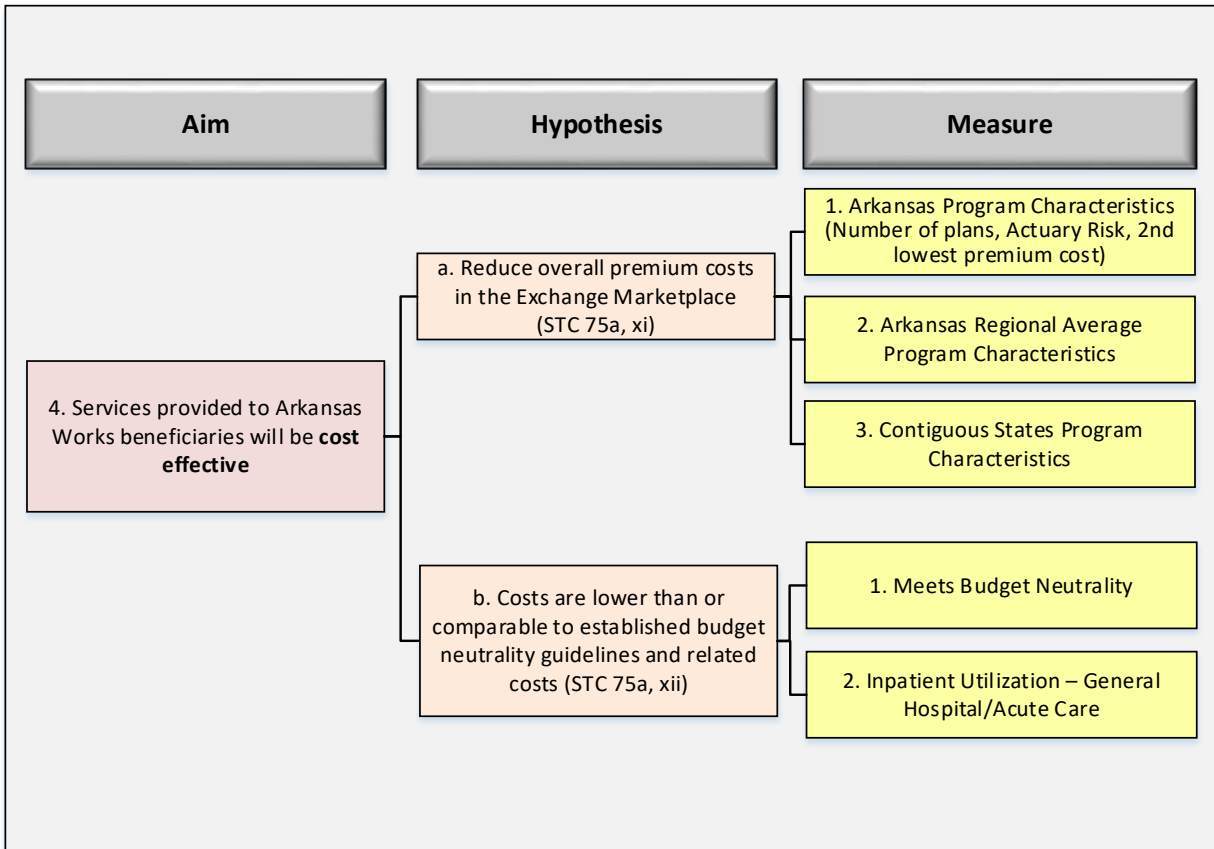 Aim
Hypothesis
Measure
4. Services provided to Arkansas
Works beneficiaries will be cost
effective
a. Reduce overall premium costs
in the Exchange Marketplace
(STC 75a, xi)
1. Arkansas Program Characteristics
(Number of plans, Actuary Risk, 2nd
lowest premium cost)
2. Arkansas Regional Average
Program Characteristics
3. Contiguous States Program
Characteristics
b. Costs are lower than or
comparable to established budget
neutrality guidelines and related
costs (STC 75a, xii)
1. Meets Budget Neutrality
2. Inpatient Utilization – General
Hospital/Acute Care